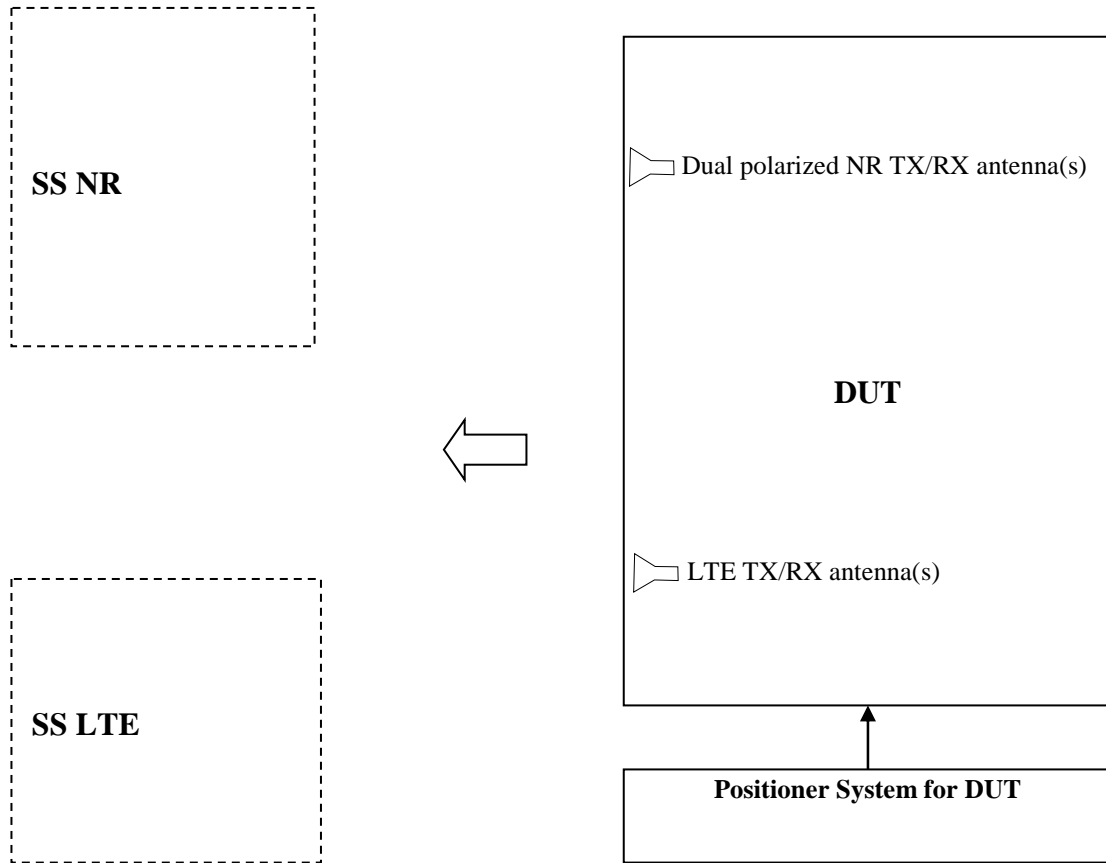 SS NR
Dual polarized NR TX/RX antenna(s)
DUT
LTE TX/RX antenna(s)
SS LTE
Positioner System for DUT